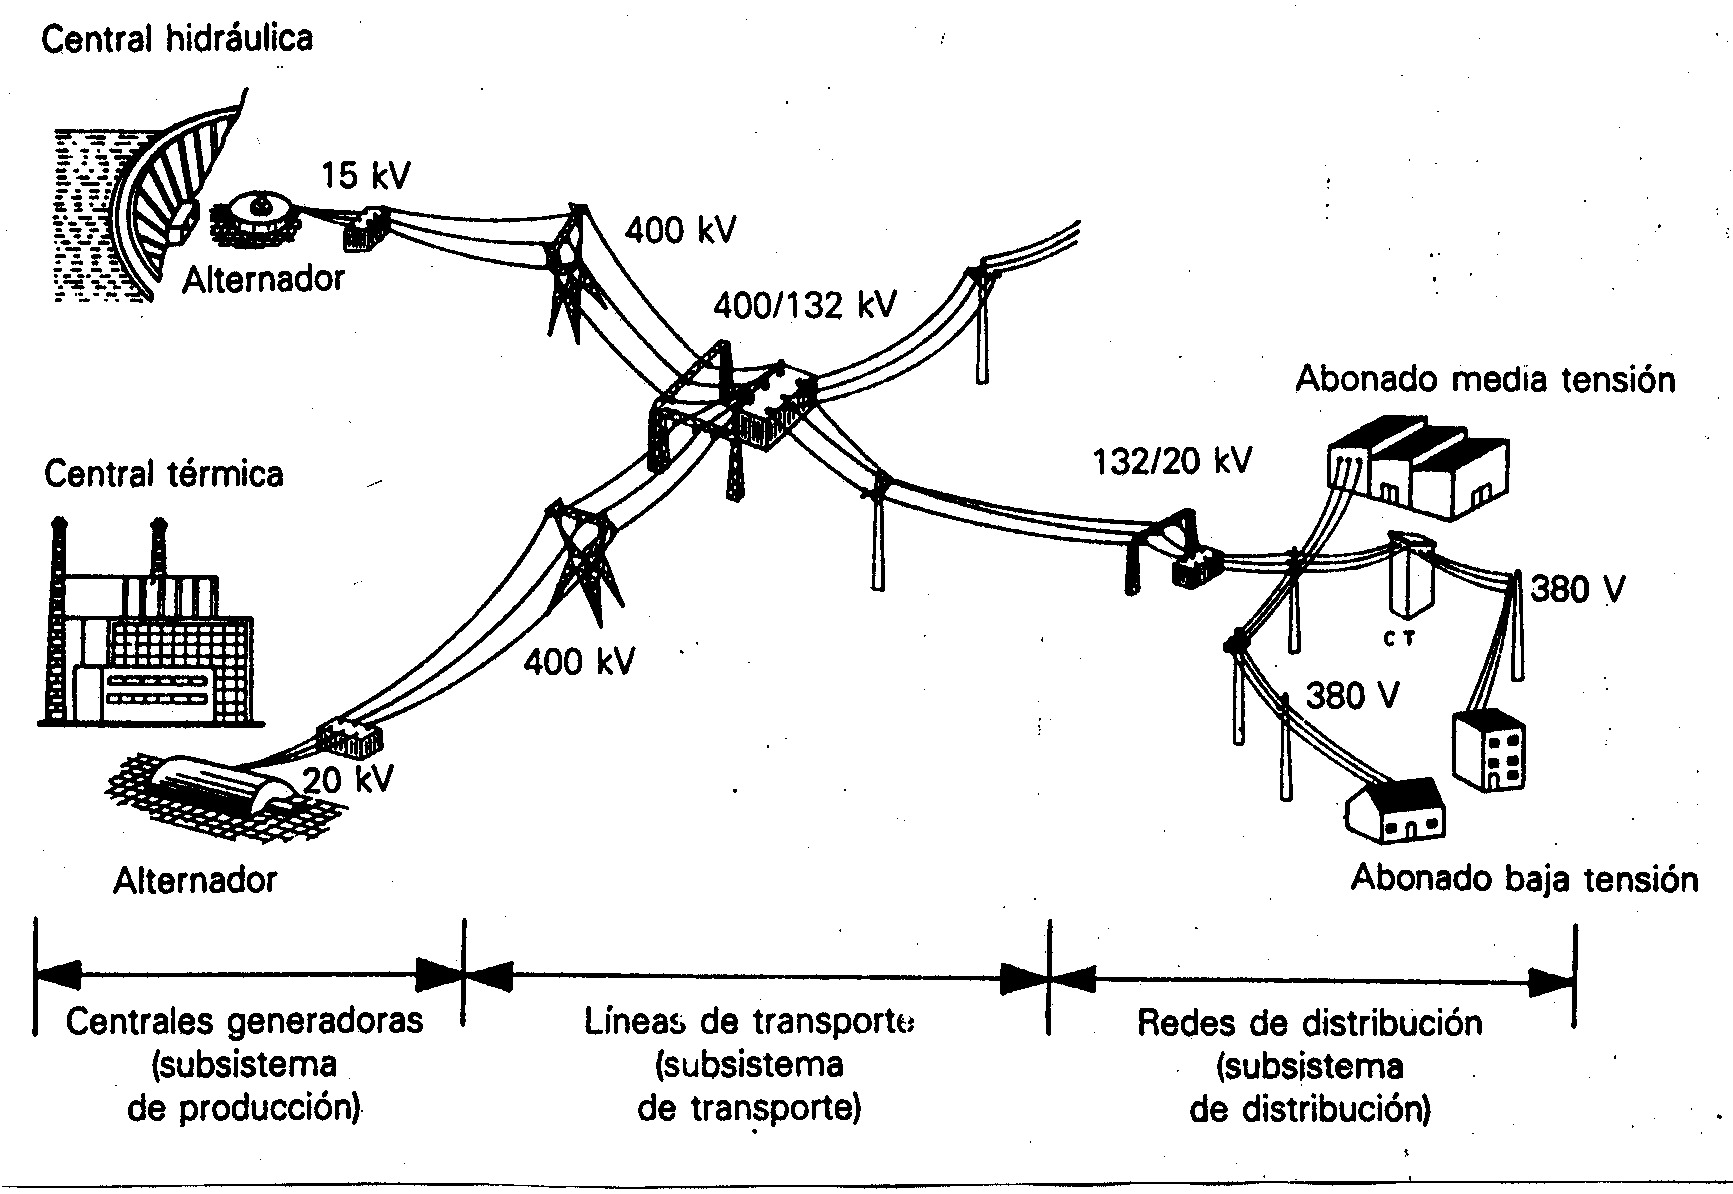 Central hidráulica
15 kV
400 kV
Alternador
400/132 kV
Abonado media tensión
132/20 kV
Central térmica
380 V
C T
400 kV
380 V
20 kV
Alternador
Abonado baja tensión
Centrales generadoras
(subsistema
de producción)
Líneas de transporte
(subsistema
de transporte)
Redes de distribución
(subsistema
de distribución)